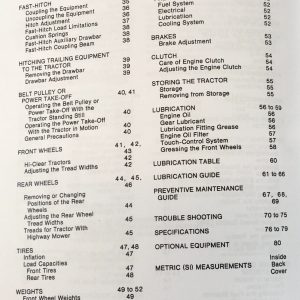 FAST-HITCH
Coupling the Equipment 35
Uncoupling the Equipment
Hitch Adjustment
Fast-Hitch Load Limitations
Cushion Springs
Fast-Hitch Auxiliary Drawbar 38
Fast-Hitch Coupling Beam 38
HITCHING TRAILING EQUIPMENT
TO THE TRACTOR 39
Removing the Drawbar 39
Drawbar Adjustment 39
BELT PULLEY OR
POWER TAKE-OFF 40, 41
Operating the Belt Pulley or
Power Take-Off With the
Tractor Standing Still 40
Operating the Power Take-Off
With the Tractor in Motion 40
General Precautions 41
FRONT WHEELS 41, 42,
43
Hi-Clear Tractors 42
Adjusting the Tread Widths 42
REAR WHEELS 44, 45,
46
Removing or Changing
Positions of the Rear
Wheels 44
Adjusting the Rear Wheel
Tread Widths 45
Treads for Tractor With
Highway Mower 46
TIRES 47, 48
Inflation 47
Load Capacities
Front Tires 47
Rear Tires 48
WEIGHTS 49 to 52
Front Wheel Weights 49
Fuel System 52
Electrical 52
Lubrication 52
Cooling System 52
BRAKES 53
Brake Adjustment 53
CLUTCH 54
Care of Engine Clutch 54
Adjusting the Engine Clutch 54
STORING THE TRACTOR 55
Storage 55
Removing from Storage 55
LUBRICATION 56 to 59
Engine Oil 56
Gear Lubricant 56
Lubrication Fitting Grease 56
Engine Oil Filter 57
Touch-Control System 57
Greasing the Front Wheels 58
LUBRICATION TABLE 60
LUBRICATION GUIDE 61 to 66
PREVENTIVE MAINTENANCE
GUIDE 67, 68,
69
TROUBLE SHOOTING 70 to 75
SPECIFICATIONS 76 to 79
OPTIONAL EQUIPMENT 80
METRIC (SI) MEASUREMENTS Inside
Back
Cover